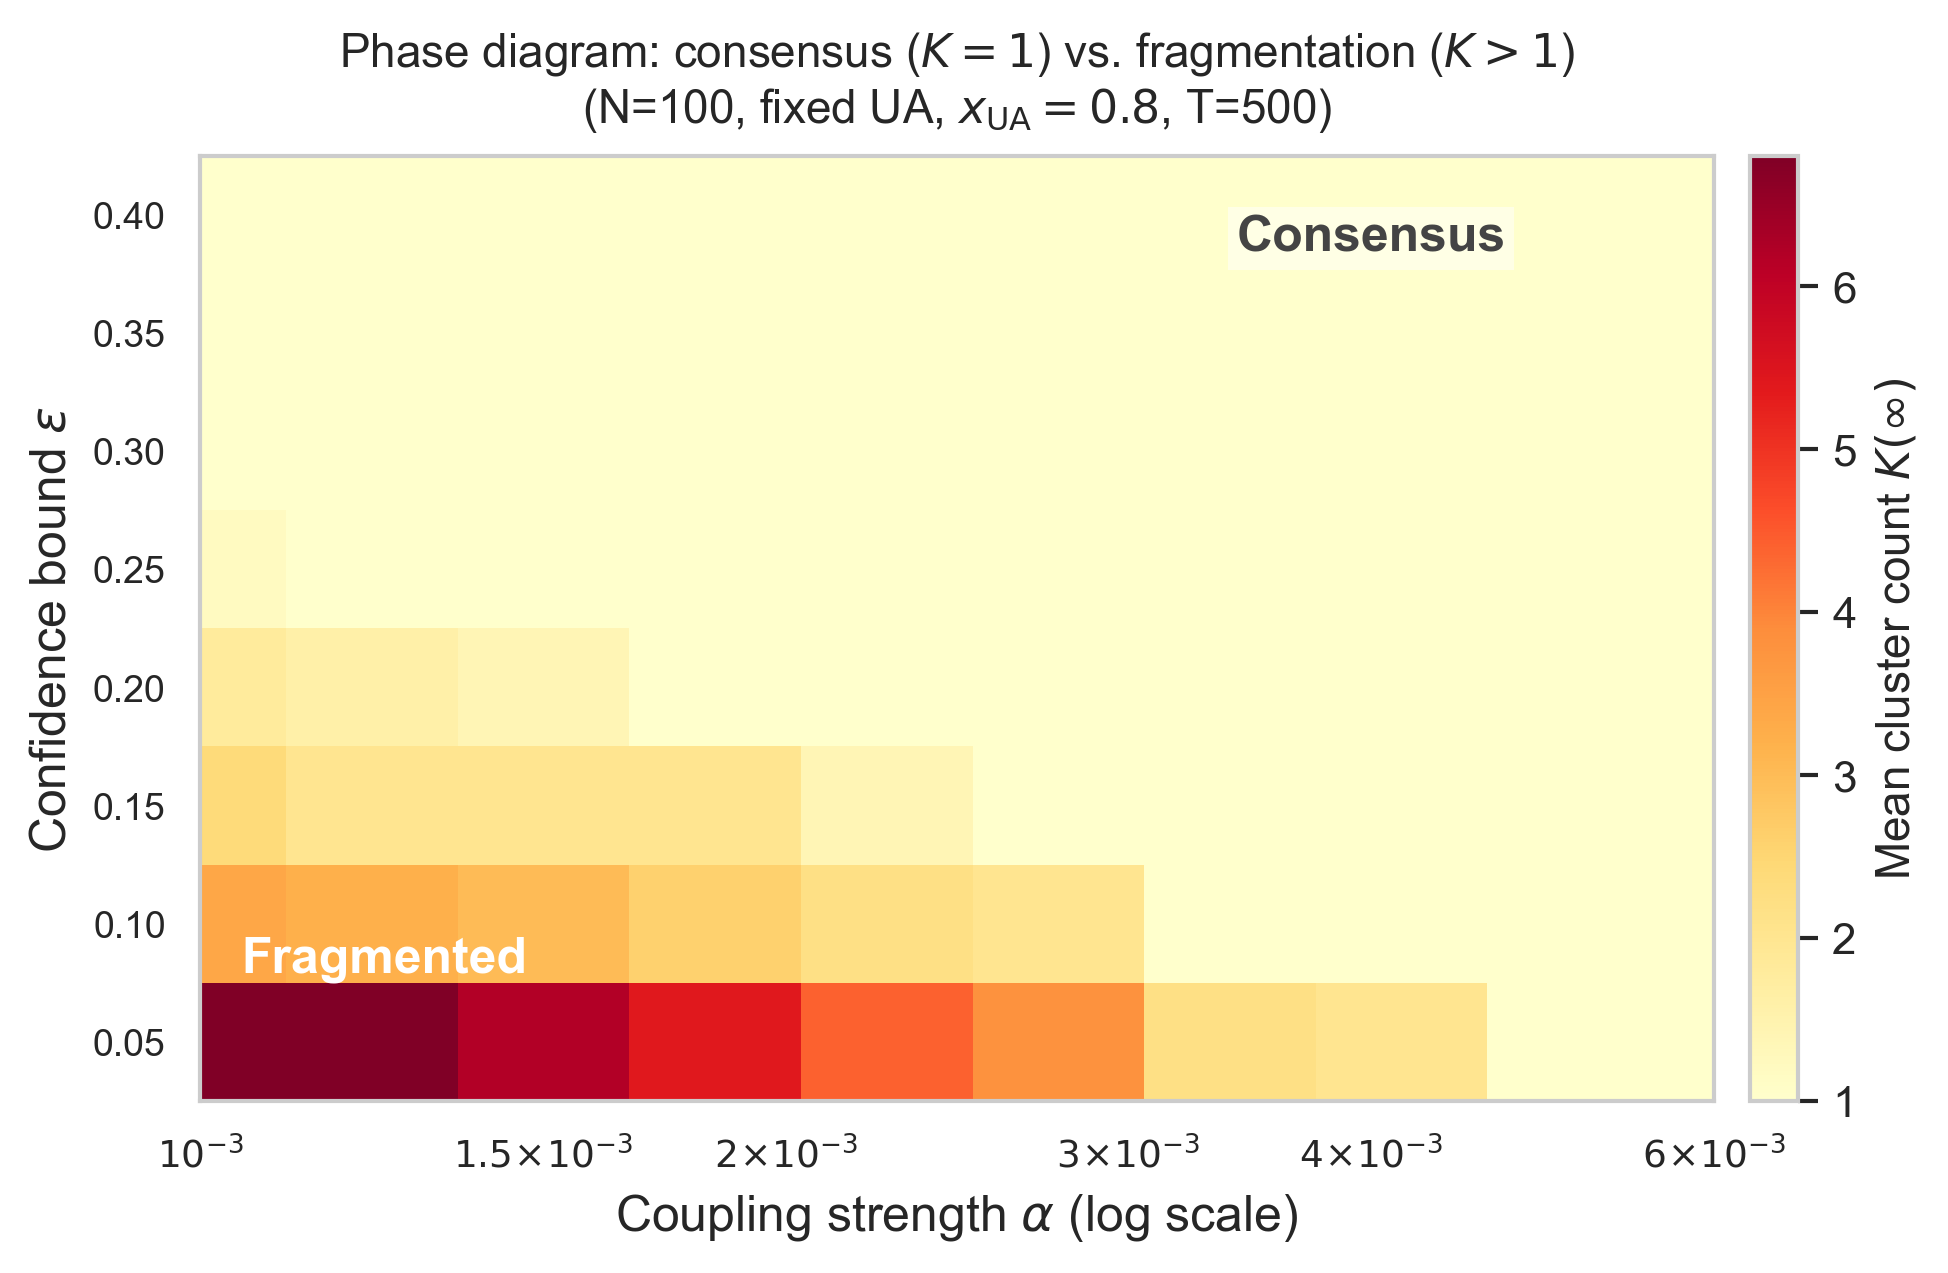 Phase diagram: consensus (K = 1) vs. fragmentation (K > 1)
(N=100, fixed UA, x_UA = 0.8, T=500)
Consensus
Fragmented
0.40
0.35
0.30
0.25
0.20
0.15
0.10
0.05
Confidence bound ε
10⁻³
1.5×10⁻³
2×10⁻³
3×10⁻³
4×10⁻³
6×10⁻³
Coupling strength α (log scale)
6
5
4
3
2
1
Mean cluster count K(∞)